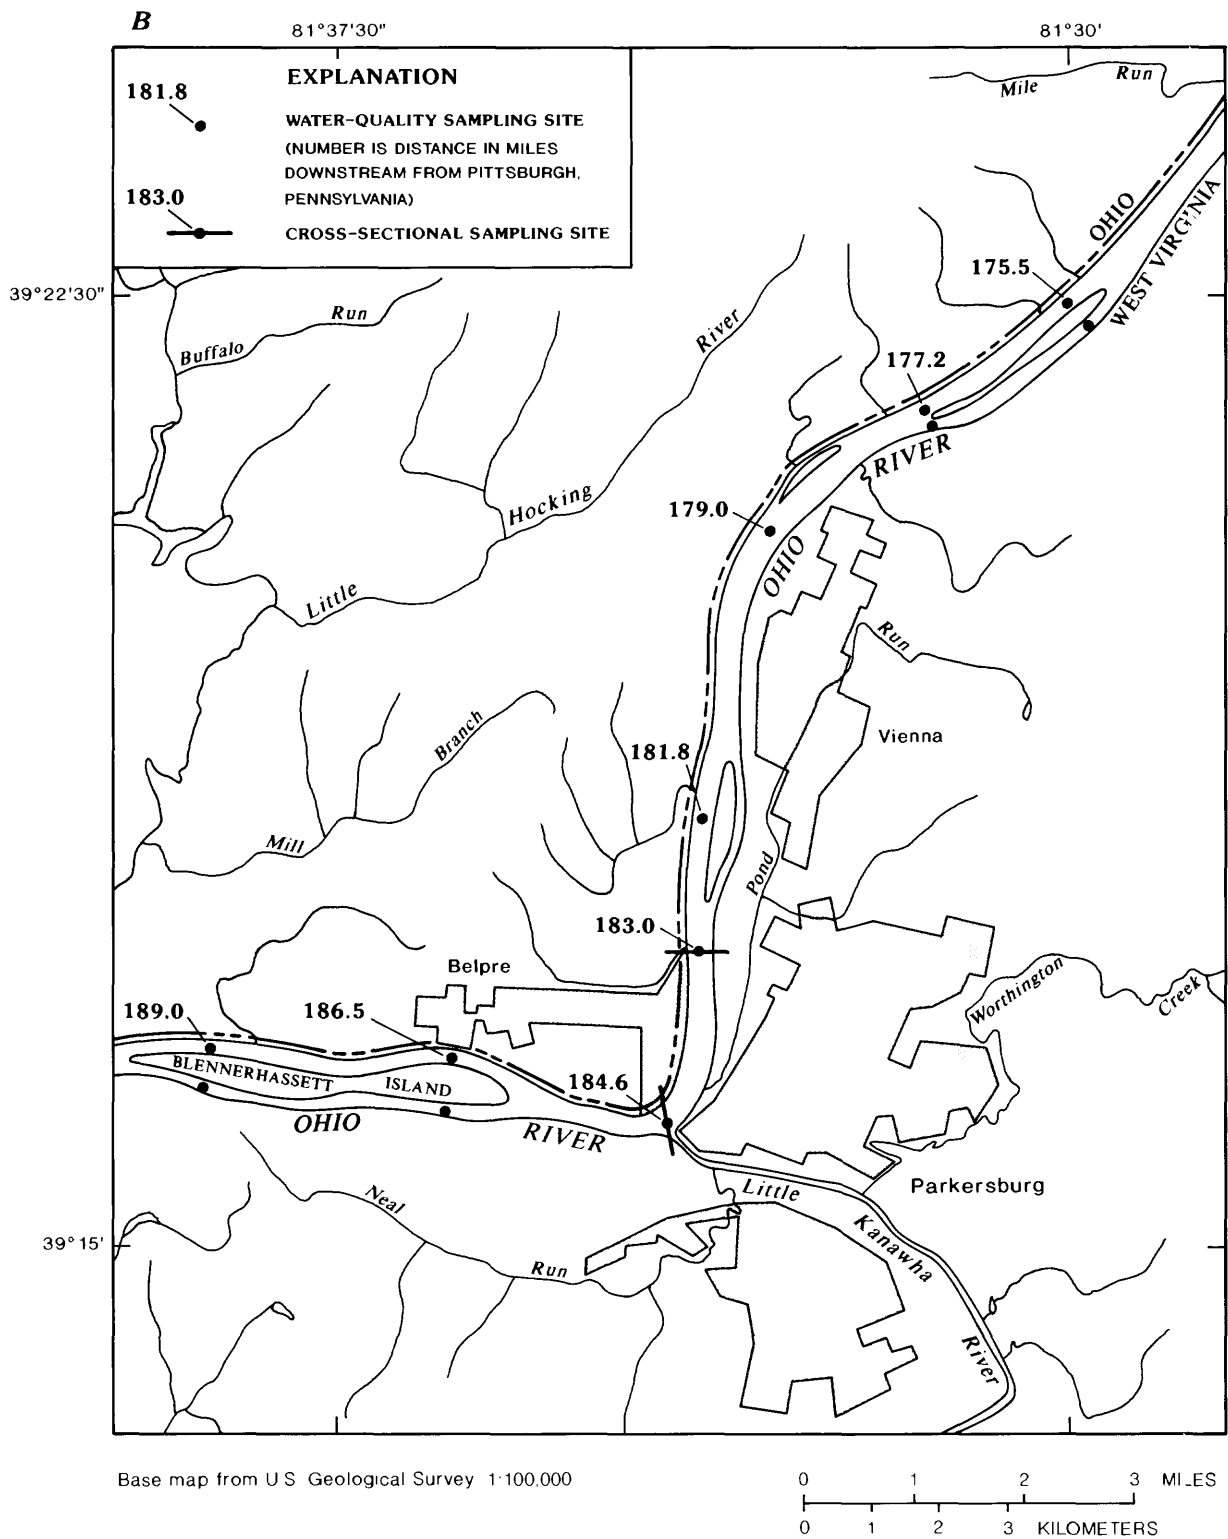 B
81°37'30"
81°30'
EXPLANATION
181.8
WATER-QUALITY SAMPLING SITE
(NUMBER IS DISTANCE IN MILES
DOWNSTREAM FROM PITTSBURGH,
PENNSYLVANIA)
183.0
CROSS-SECTIONAL SAMPLING SITE
Mile Run
OHIO
WEST VIRGINIA
175.5
39°22'30"
Buffalo Run
River
177.2
RIVER
Hocking
179.0
OHIO
Little
Run
Branch
Vienna
181.8
Mill
Pond
183.0
Belpre
Worthington
Creek
189.0
186.5
BLENNERHASSETT ISLAND
184.6
OHIO
RIVER
Little
Parkersburg
Neal
Kanawha
39°15'
Run
River
Base map from U S Geological Survey 1:100,000
0 1 2 3 MILES
0 1 2 3 KILOMETERS